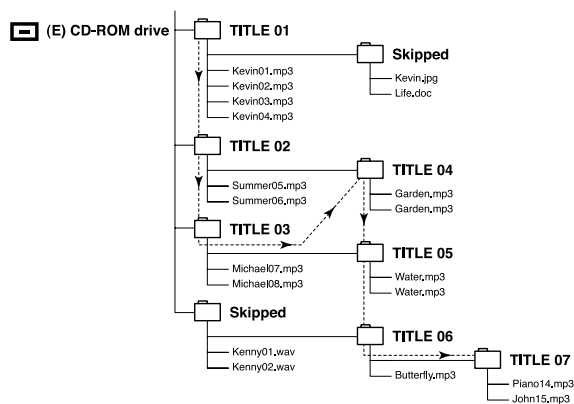 (E) CD-ROM drive
TITLE 01
Skipped
Kevin01.mp3
Kevin02.mp3
Kevin03.mp3
Kevin04.mp3
Kevin.jpg
Life.doc
TITLE 02
TITLE 04
Summer05.mp3
Summer06.mp3
Garden.mp3
Garden.mp3
TITLE 03
TITLE 05
Michael07.mp3
Michael08.mp3
Water.mp3
Water.mp3
Skipped
TITLE 06
Kenny01.wav
Kenny02.wav
Butterfly.mp3
TITLE 07
Piano14.mp3
John15.mp3